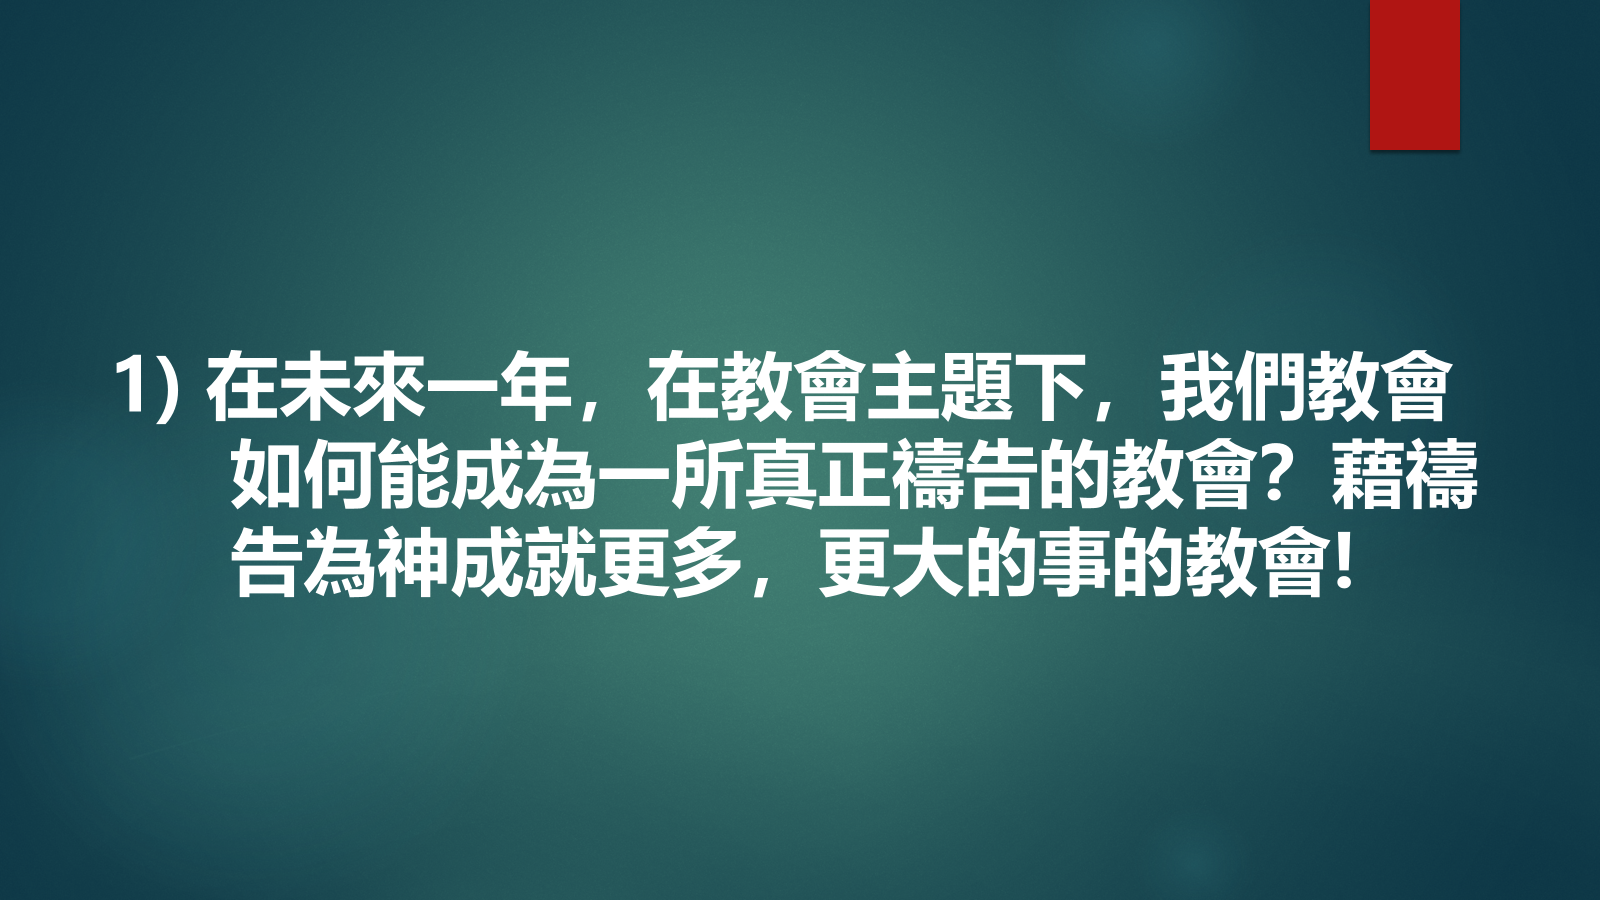 1) 在未來一年，在教會主題下，我們教會
如何能成為一所真正禱告的教會？藉禱
告為神成就更多，更大的事的教會!